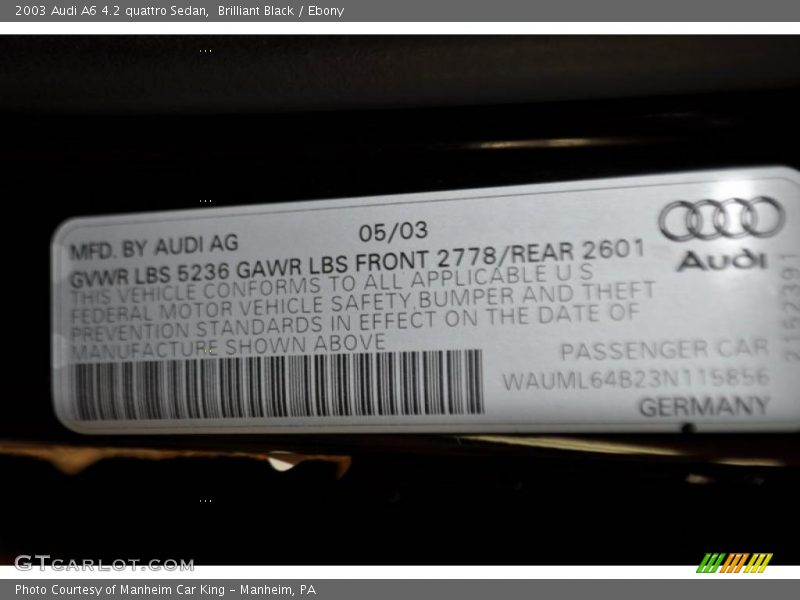 2003 Audi A6 4.2 quattro Sedan,  Brilliant Black / Ebony
MFD. BY AUDI AG 05/03
GVWR LBS 5236 GAWR LBS FRONT 2778/REAR 2601
THIS VEHICLE CONFORMS TO ALL APPLICABLE U S
FEDERAL MOTOR VEHICLE SAFETY,BUMPER AND THEFT
PREVENTION STANDARDS IN EFFECT ON THE DATE OF
MANUFACTURE SHOWN ABOVE
Audi
PASSENGER CAR
WAUML64B23N115856
GERMANY
2152391
GTCARLOT.COM
Photo Courtesy of Manheim Car King - Manheim, PA